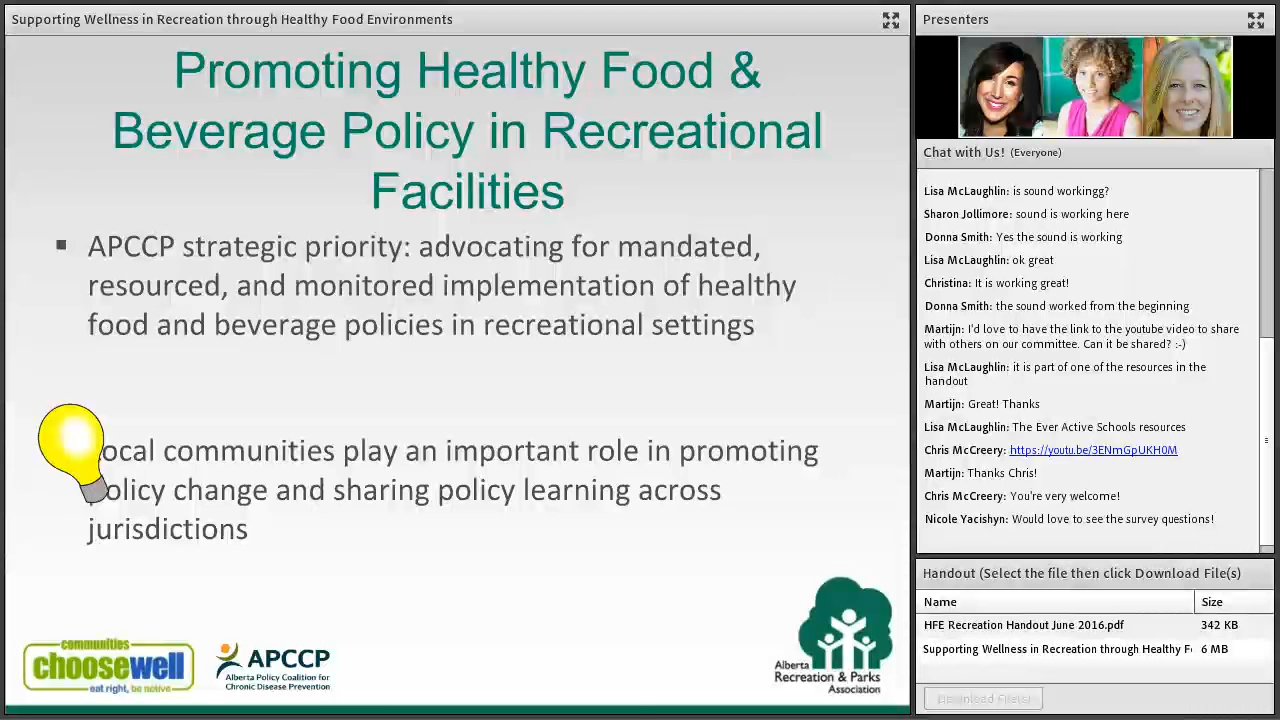 Supporting Wellness in Recreation through Healthy Food Environments
Promoting Healthy Food &
Beverage Policy in Recreational
Facilities
▪ APCCP strategic priority: advocating for mandated,
resourced, and monitored implementation of healthy
food and beverage policies in recreational settings
ocal communities play an important role in promoting
olicy change and sharing policy learning across
jurisdictions
communities
choosewell
eat right, be active
APCCP
Alberta Policy Coalition for
Chronic Disease Prevention
Alberta
Recreation & Parks
Association
Presenters
Chat with Us! (Everyone)
Lisa McLaughlin: is sound workingg?
Sharon Jollimore: sound is working here
Donna Smith: Yes the sound is working
Lisa McLaughlin: ok great
Christina: It is working great!
Donna Smith: the sound worked from the beginning
Martijn: I'd love to have the link to the youtube video to share
with others on our committee. Can it be shared? :-)
Lisa McLaughlin: it is part of one of the resources in the
handout
Martijn: Great! Thanks
Lisa McLaughlin: The Ever Active Schools resources
Chris McCreery: https://youtu.be/3ENmGpUKH0M
Martijn: Thanks Chris!
Chris McCreery: You're very welcome!
Nicole Yacishyn: Would love to see the survey questions!
Handout (Select the file then click Download File(s)
Name Size
HFE Recreation Handout June 2016.pdf 342 KB
Supporting Wellness in Recreation through Healthy F 6 MB
Download File(s)